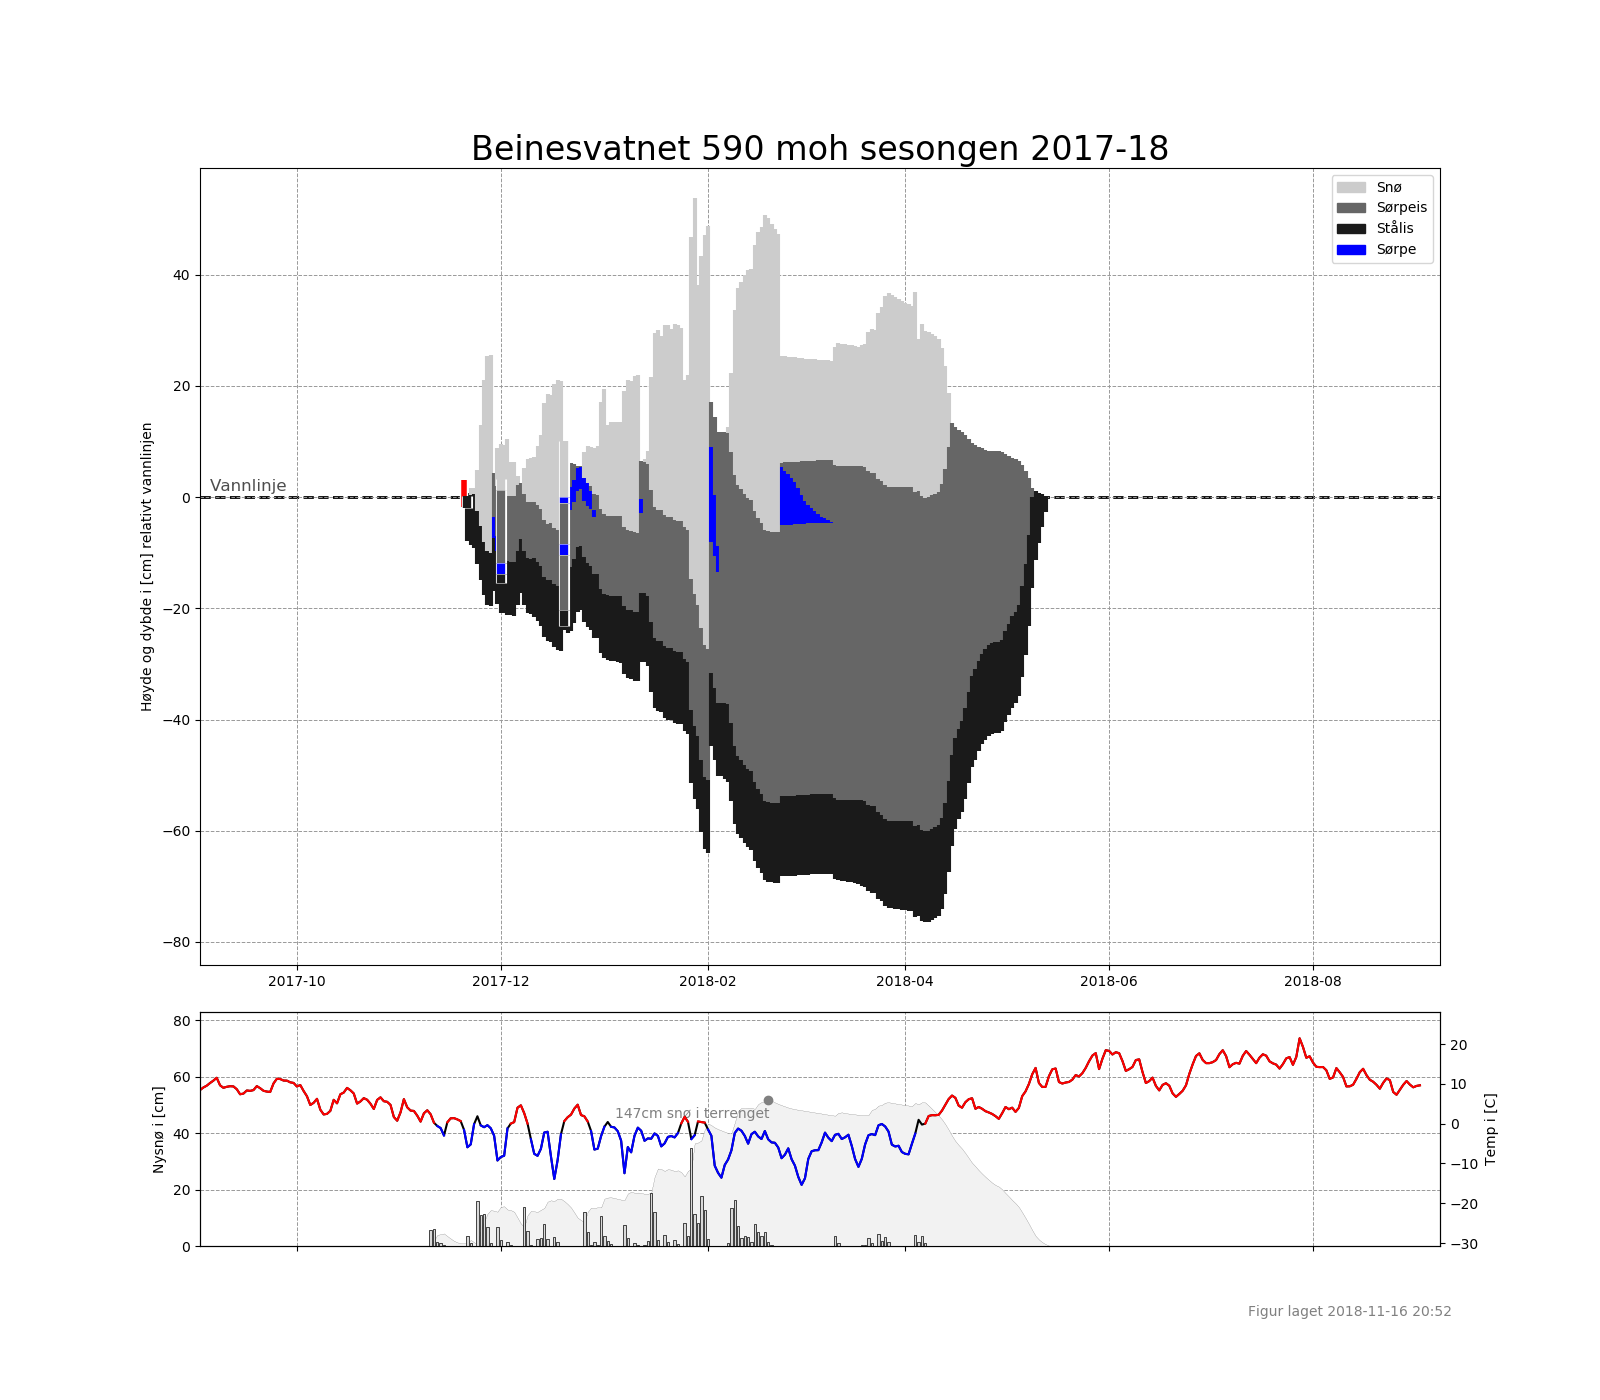 Beinesvatnet 590 moh sesongen 2017-18
Snø
Sørpeis
Stålis
Sørpe
Høyde og dybde i [cm] relativt vannlinjen
40
20
0
−20
−40
−60
−80
Vannlinje
2017-10
2017-12
2018-02
2018-04
2018-06
2018-08
Nysnø i [cm]
80
60
40
20
0
147cm snø i terrenget
20
10
0
−10
−20
−30
Temp i [C]
Figur laget 2018-11-16 20:52